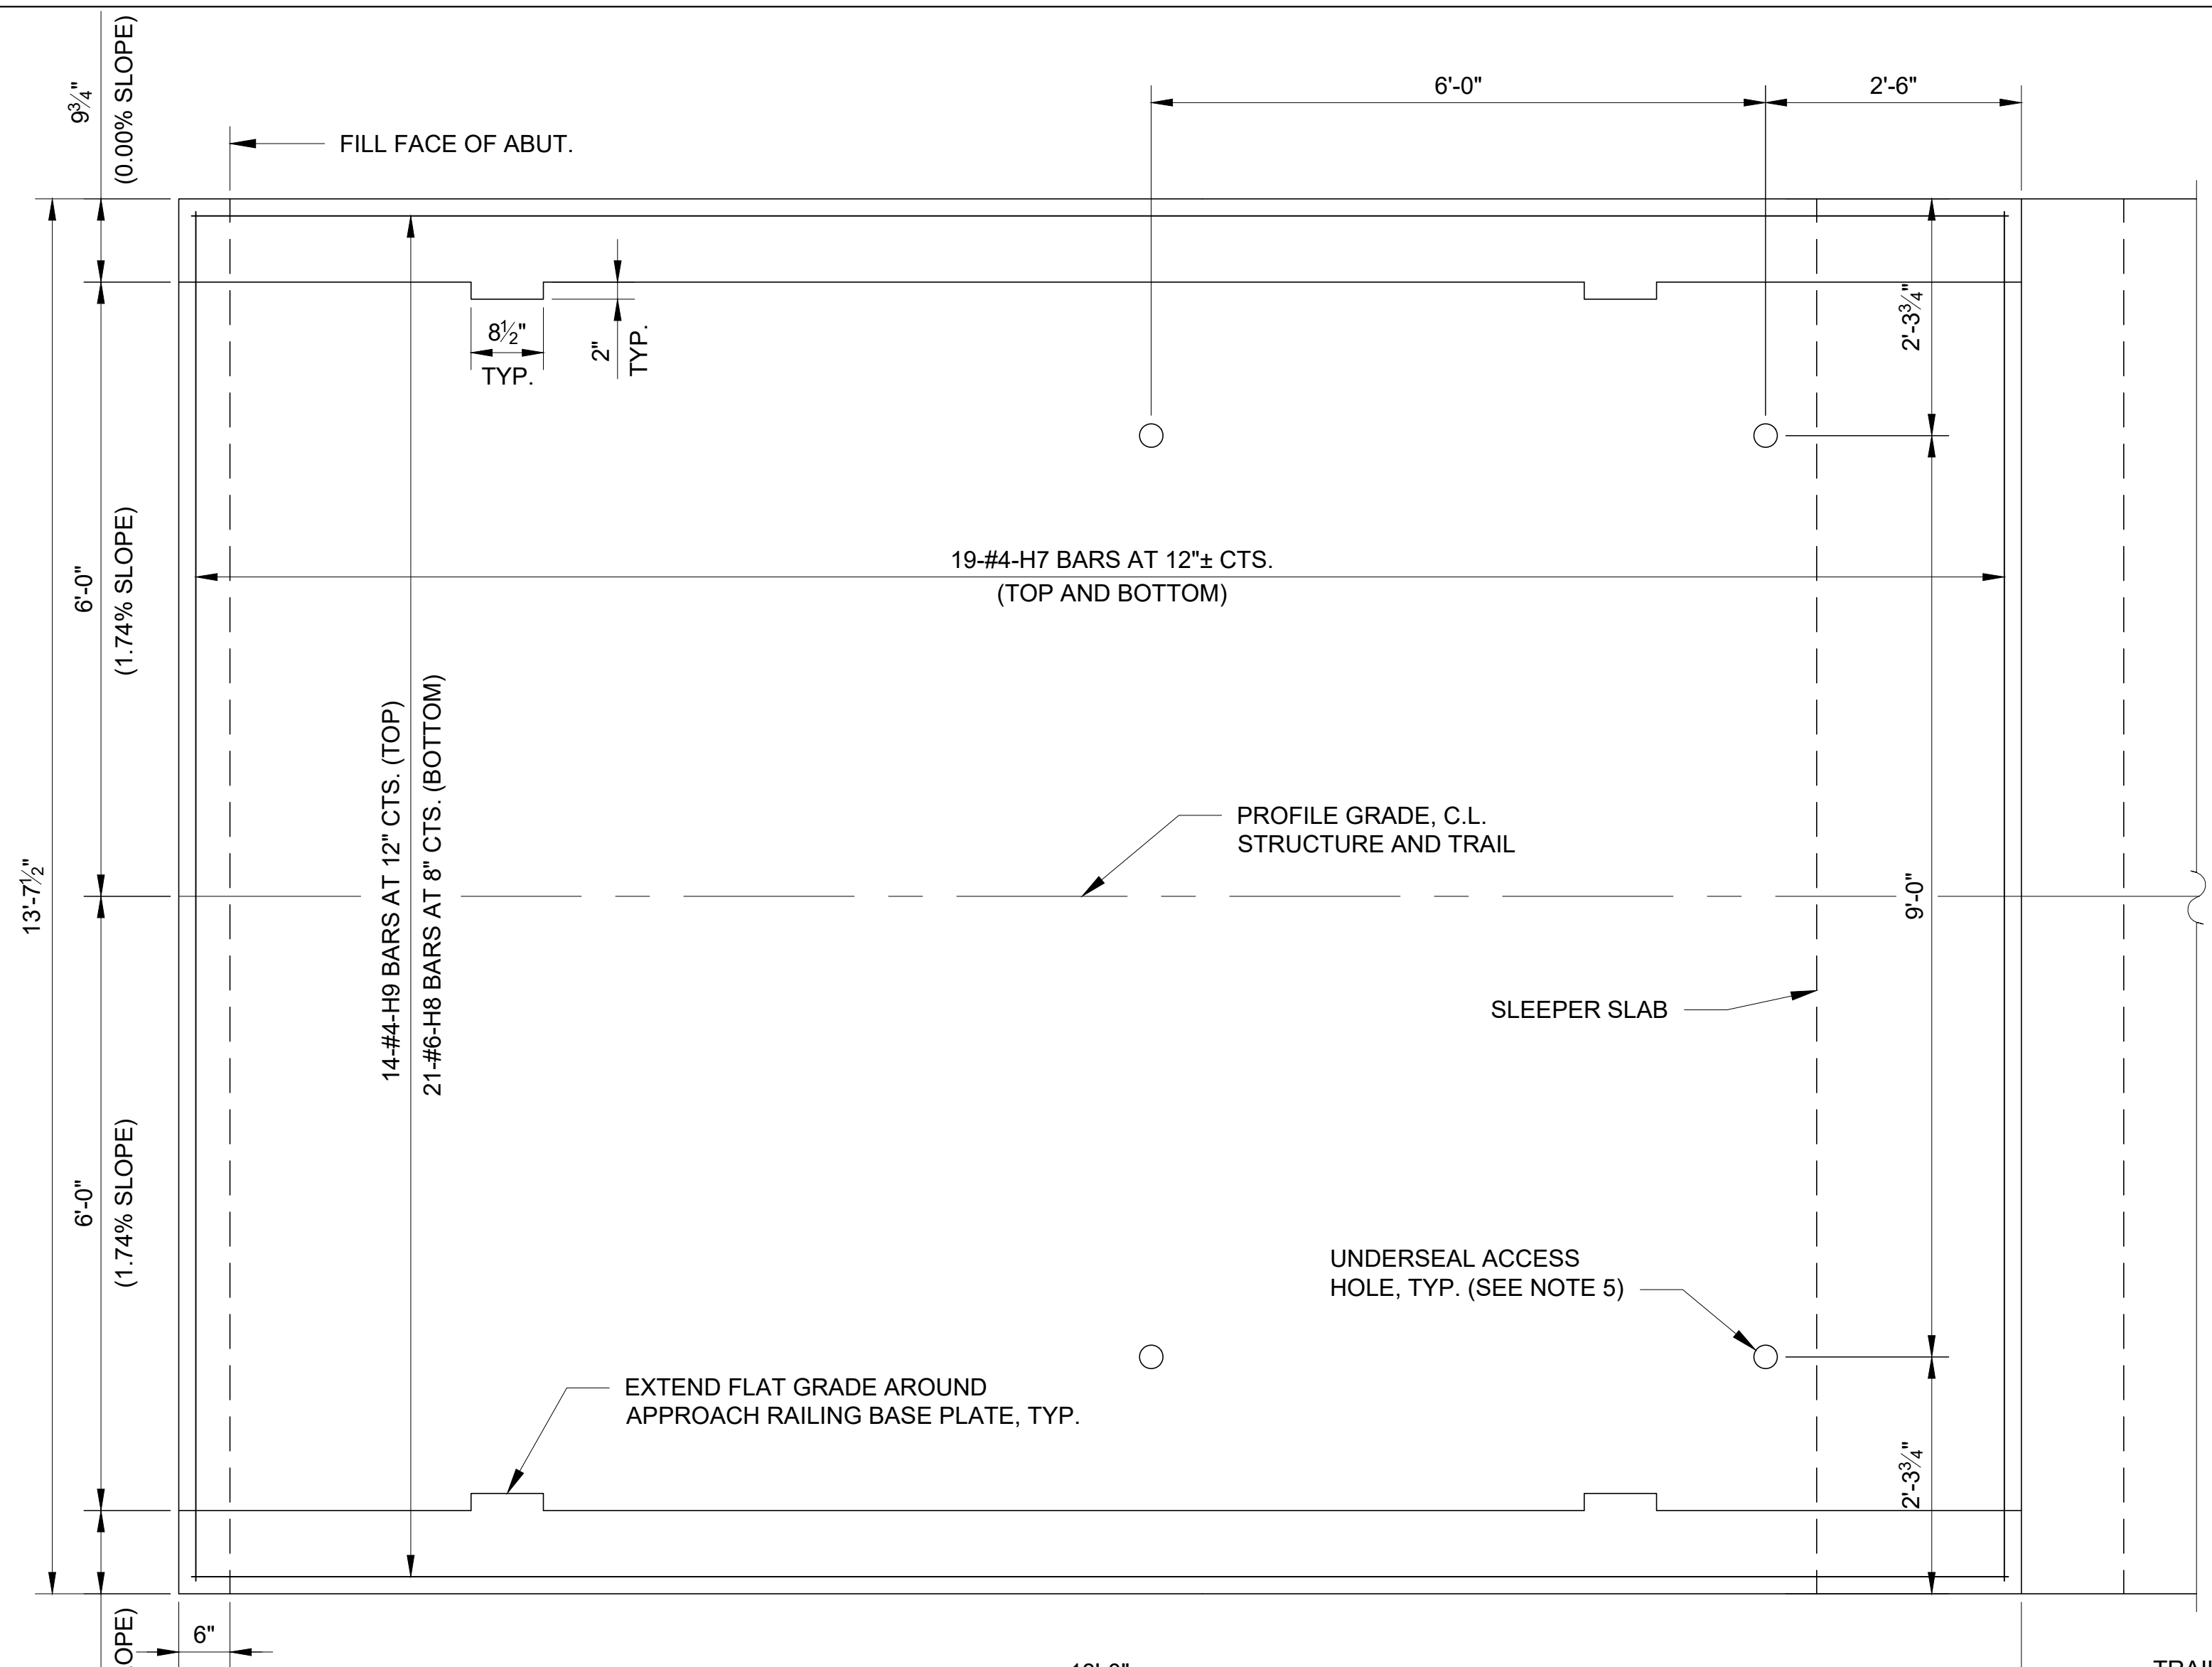 9¾"
(0.00% SLOPE)
6'-0"
2'-6"
FILL FACE OF ABUT.
8½"
TYP.
2"
TYP.
2'-3¾"
6'-0"
(1.74% SLOPE)
19-#4-H7 BARS AT 12"± CTS.
(TOP AND BOTTOM)
14-#4-H9 BARS AT 12" CTS. (TOP)
21-#6-H8 BARS AT 8" CTS. (BOTTOM)
PROFILE GRADE, C.L.
STRUCTURE AND TRAIL
13'-7½"
9'-0"
SLEEPER SLAB
6'-0"
(1.74% SLOPE)
UNDERSEAL ACCESS
HOLE, TYP. (SEE NOTE 5)
EXTEND FLAT GRADE AROUND
APPROACH RAILING BASE PLATE, TYP.
2'-3¾"
6"